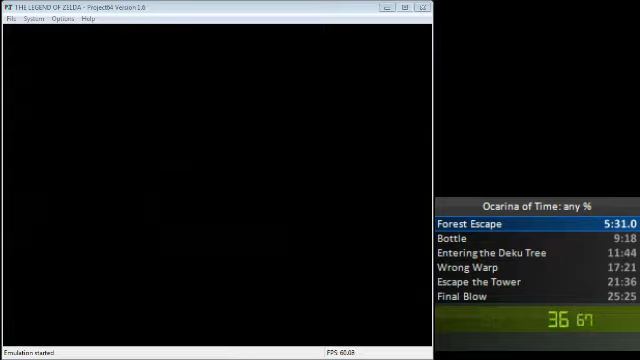 THE LEGEND OF ZELDA - Project64 Version 1.6
File System Options Help
Ocarina of Time: any %
Forest Escape 5:31.0
Bottle 9:18
Entering the Deku Tree 11:44
Wrong Warp 17:21
Escape the Tower 21:36
Final Blow 25:25
36 67
Emulation started FPS: 60.03